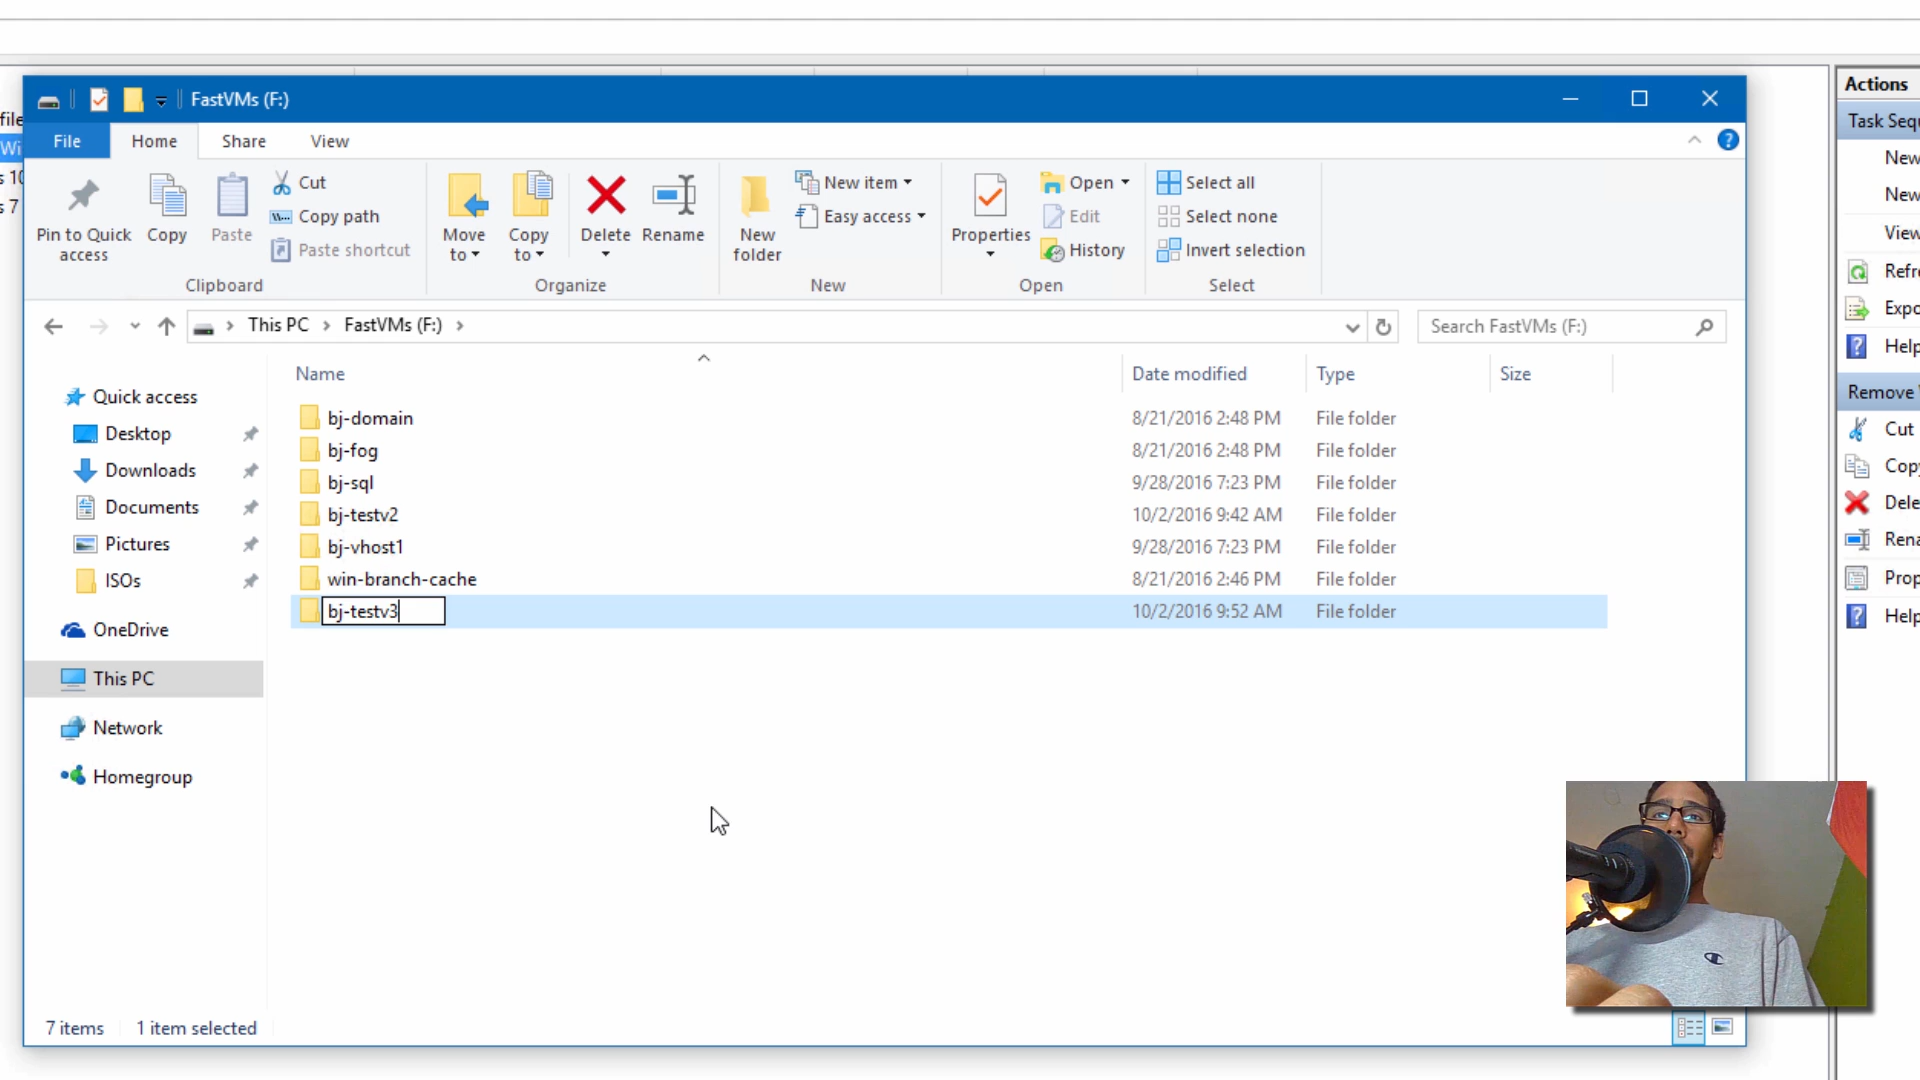 FastVMs (F:)
Actions
File
Home
Share
View
Task Sequ
New
New
View
Refre
Expo
Help
Remove
Cut
Copy
Dele
Rena
Prop
Help
file
Wi
s 10
s 7
Pin to Quick access
Copy
Paste
Cut
Copy path
Paste shortcut
Clipboard
Move to
Copy to
Delete
Rename
Organize
New folder
New item
Easy access
New
Properties
Open
Edit
History
Open
Select all
Select none
Invert selection
Select
This PC
FastVMs (F:)
Search FastVMs (F:)
Name
Date modified
Type
Size
Quick access
Desktop
Downloads
Documents
Pictures
ISOs
OneDrive
This PC
Network
Homegroup
bj-domain 8/21/2016 2:48 PM File folder
bj-fog 8/21/2016 2:48 PM File folder
bj-sql 9/28/2016 7:23 PM File folder
bj-testv2 10/2/2016 9:42 AM File folder
bj-vhost1 9/28/2016 7:23 PM File folder
win-branch-cache 8/21/2016 2:46 PM File folder
bj-testv3 10/2/2016 9:52 AM File folder
7 items
1 item selected